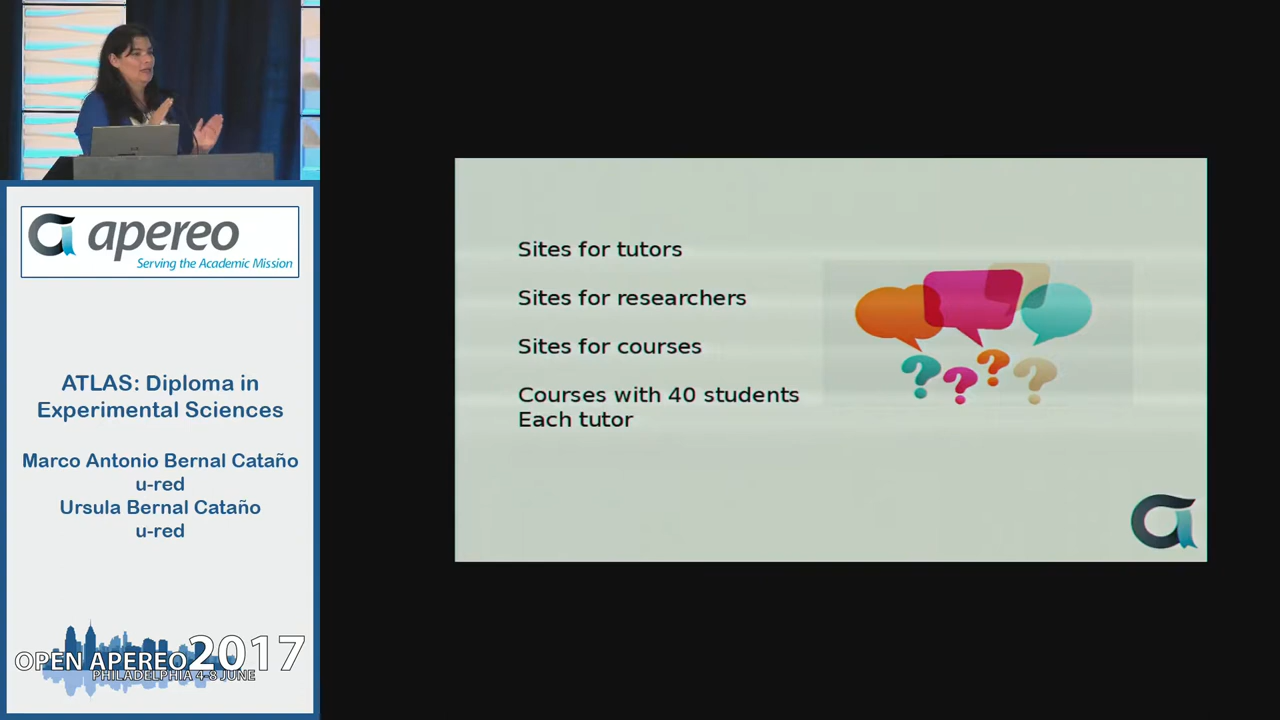 apereo
Serving the Academic Mission
ATLAS: Diploma in
Experimental Sciences
Marco Antonio Bernal Cataño
u-red
Ursula Bernal Cataño
u-red
OPEN APEREO 2017
PHILADELPHIA 4-8 JUNE
Sites for tutors
Sites for researchers
Sites for courses
Courses with 40 students
Each tutor
? ? ? ?